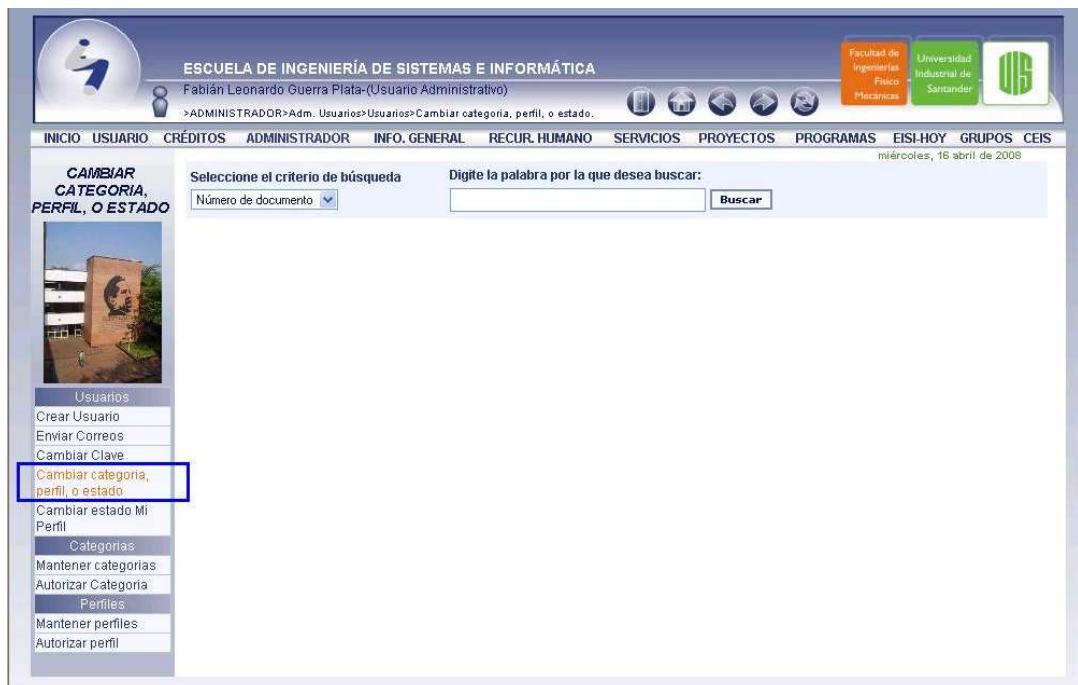 ESCUELA DE INGENIERÍA DE SISTEMAS E INFORMÁTICA
Fabián Leonardo Guerra Plata-(Usuario Administrativo)
>ADMINISTRADOR>Adm. Usuarios>Usuarios>Cambiar categoria, perfil, o estado.
Facultad de
Ingenierías
Físico
Mecánicas
Universidad
Industrial de
Santander
UIS
INICIO USUARIO CRÉDITOS ADMINISTRADOR INFO. GENERAL RECUR. HUMANO SERVICIOS PROYECTOS PROGRAMAS EISI-HOY GRUPOS CEIS
miércoles, 16 abril de 2008
CAMBIAR
CATEGORIA,
PERFIL, O ESTADO
Seleccione el criterio de búsqueda
Digite la palabra por la que desea buscar:
Número de documento
Buscar
Usuarios
Crear Usuario
Enviar Correos
Cambiar Clave
Cambiar categoria,
perfil, o estado
Cambiar estado Mi
Perfil
Categorias
Mantener categorias
Autorizar Categoria
Perfiles
Mantener perfiles
Autorizar perfil